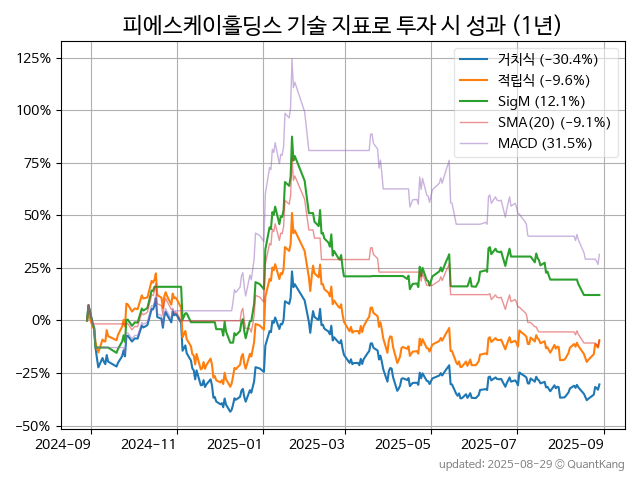 피에스케이홀딩스 기술 지표로 투자 시 성과 (1년)
125%
100%
75%
50%
25%
0%
−25%
−50%
거치식 (−30.4%)
적립식 (−9.6%)
SigM (12.1%)
SMA(20) (−9.1%)
MACD (31.5%)
2024-09
2024-11
2025-01
2025-03
2025-05
2025-07
2025-09
updated: 2025-08-29 © QuantKang